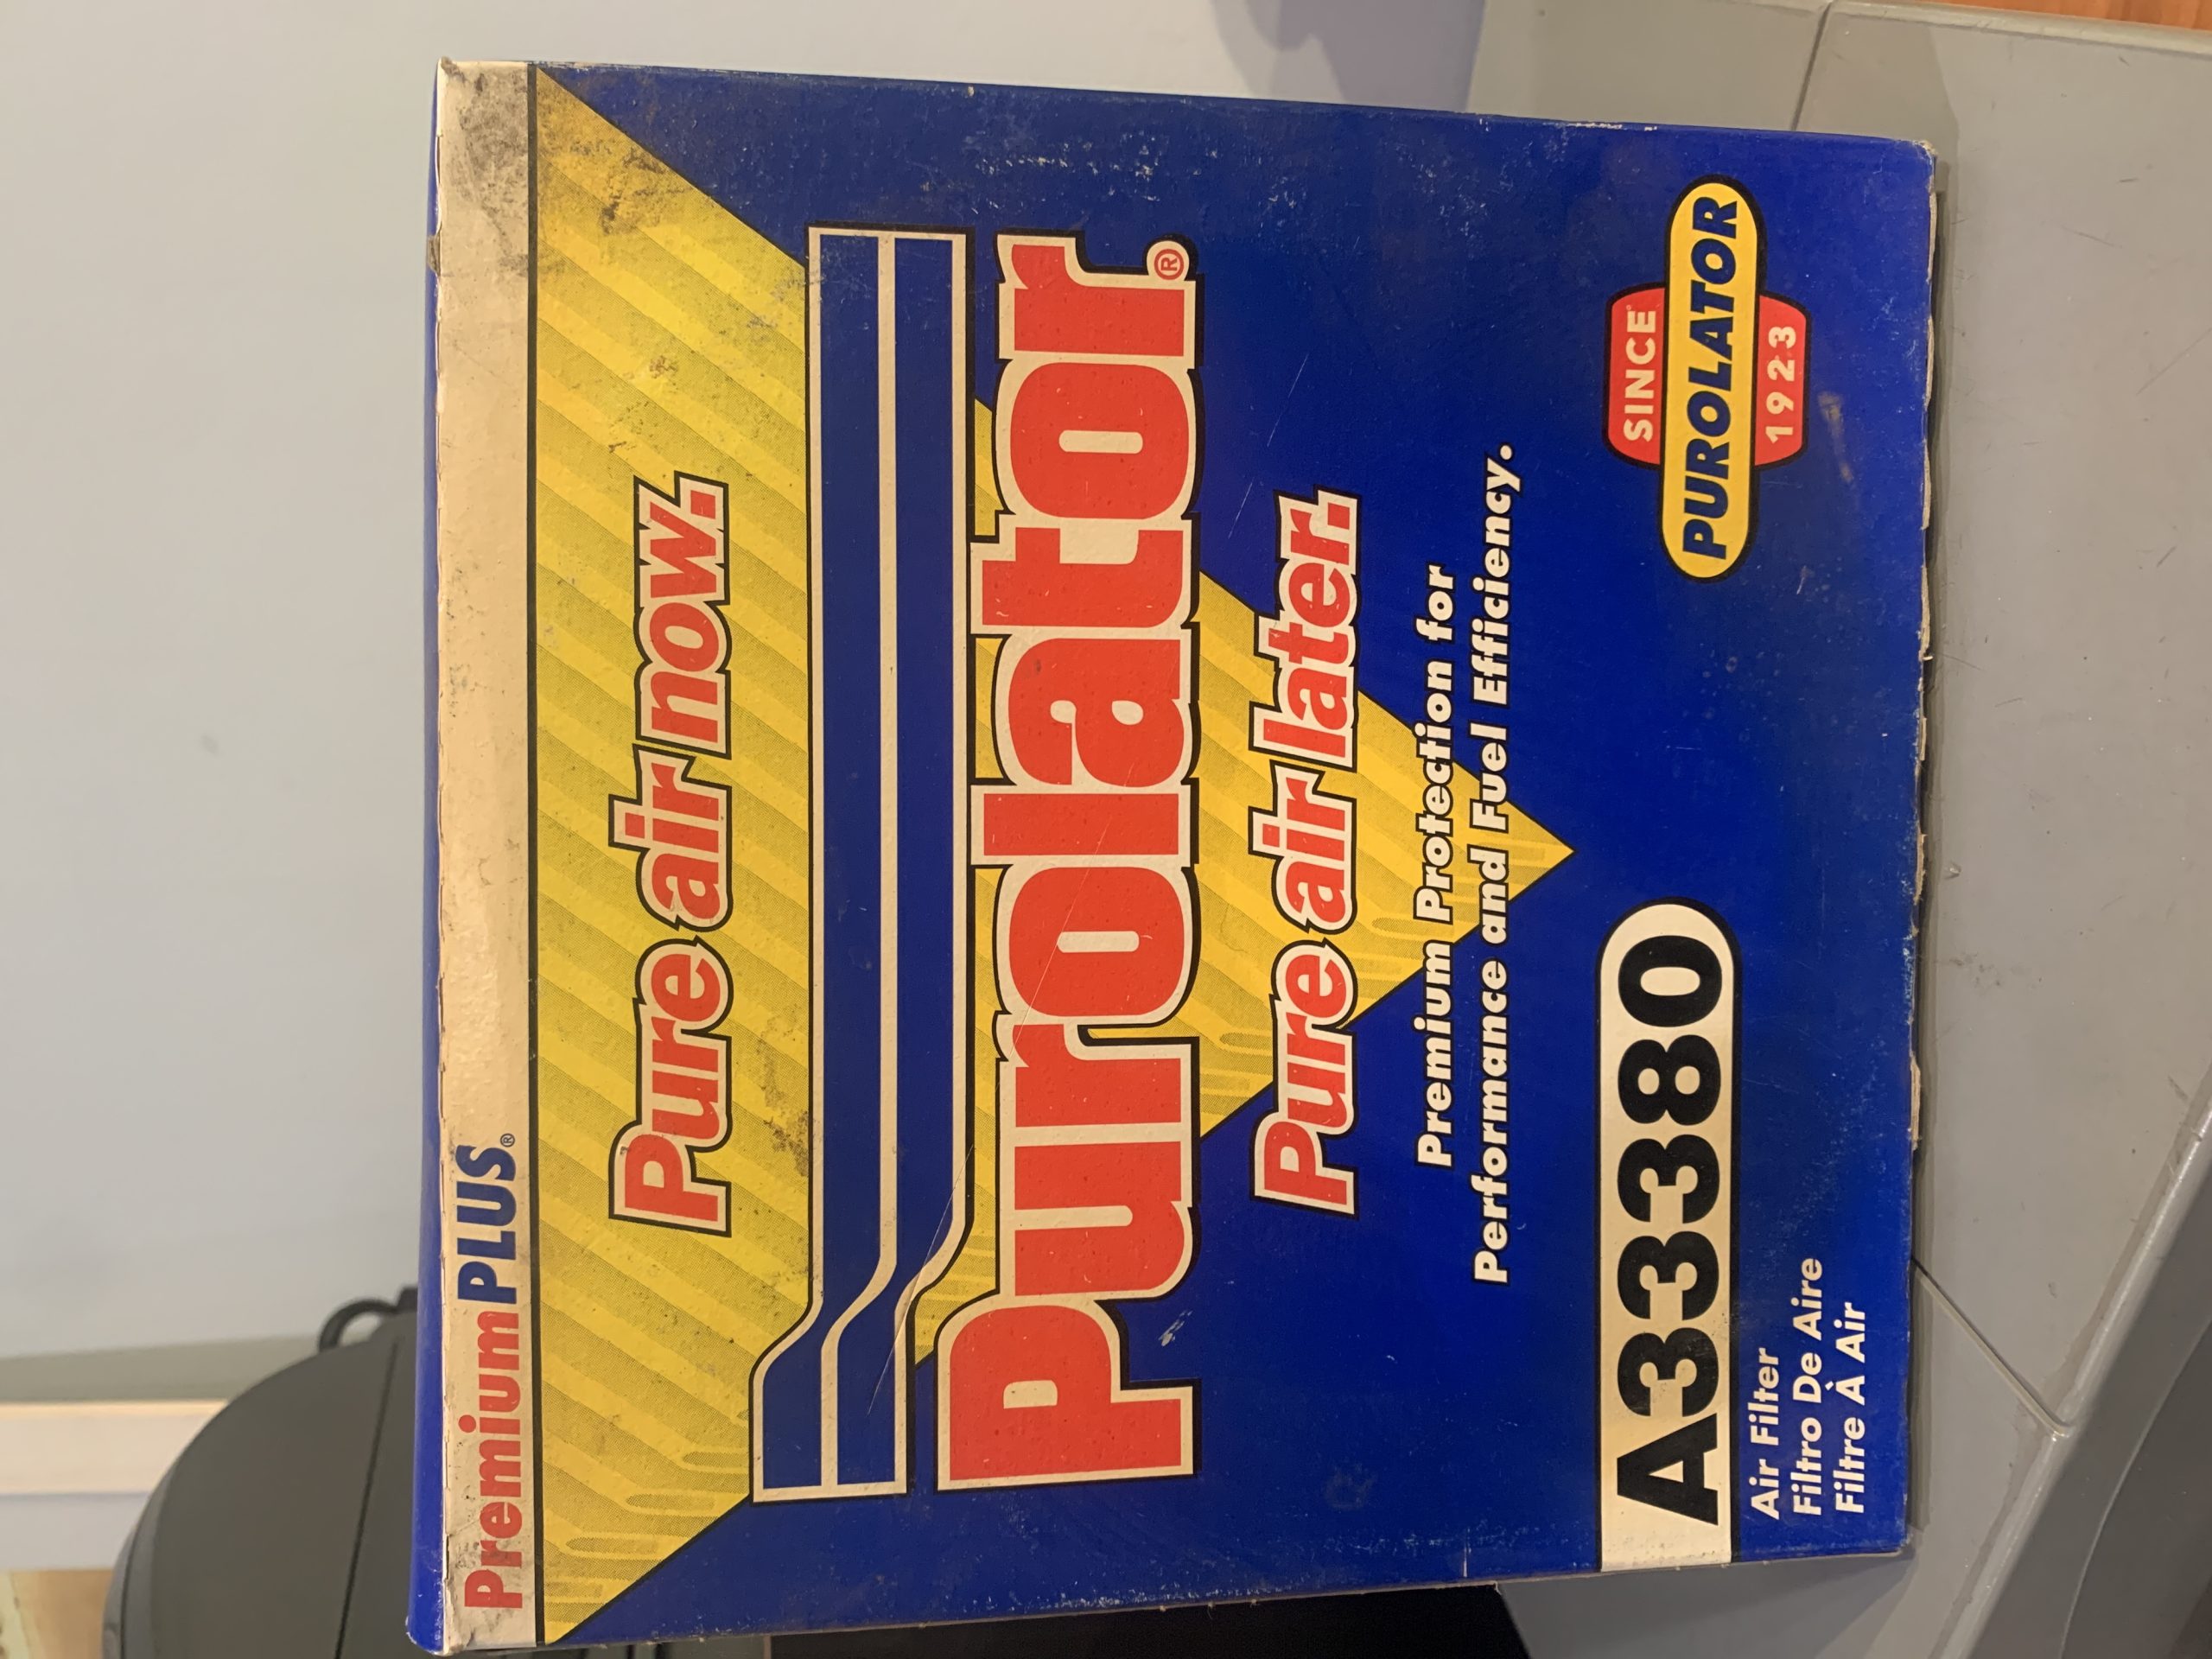 PremiumPLUS®
Pure air now.
Purolator®
Pure air later.
Premium Protection for
Performance and Fuel Efficiency.
A33380
Air Filter
Filtro De Aire
Filtre À Air
SINCE
PUROLATOR
1923